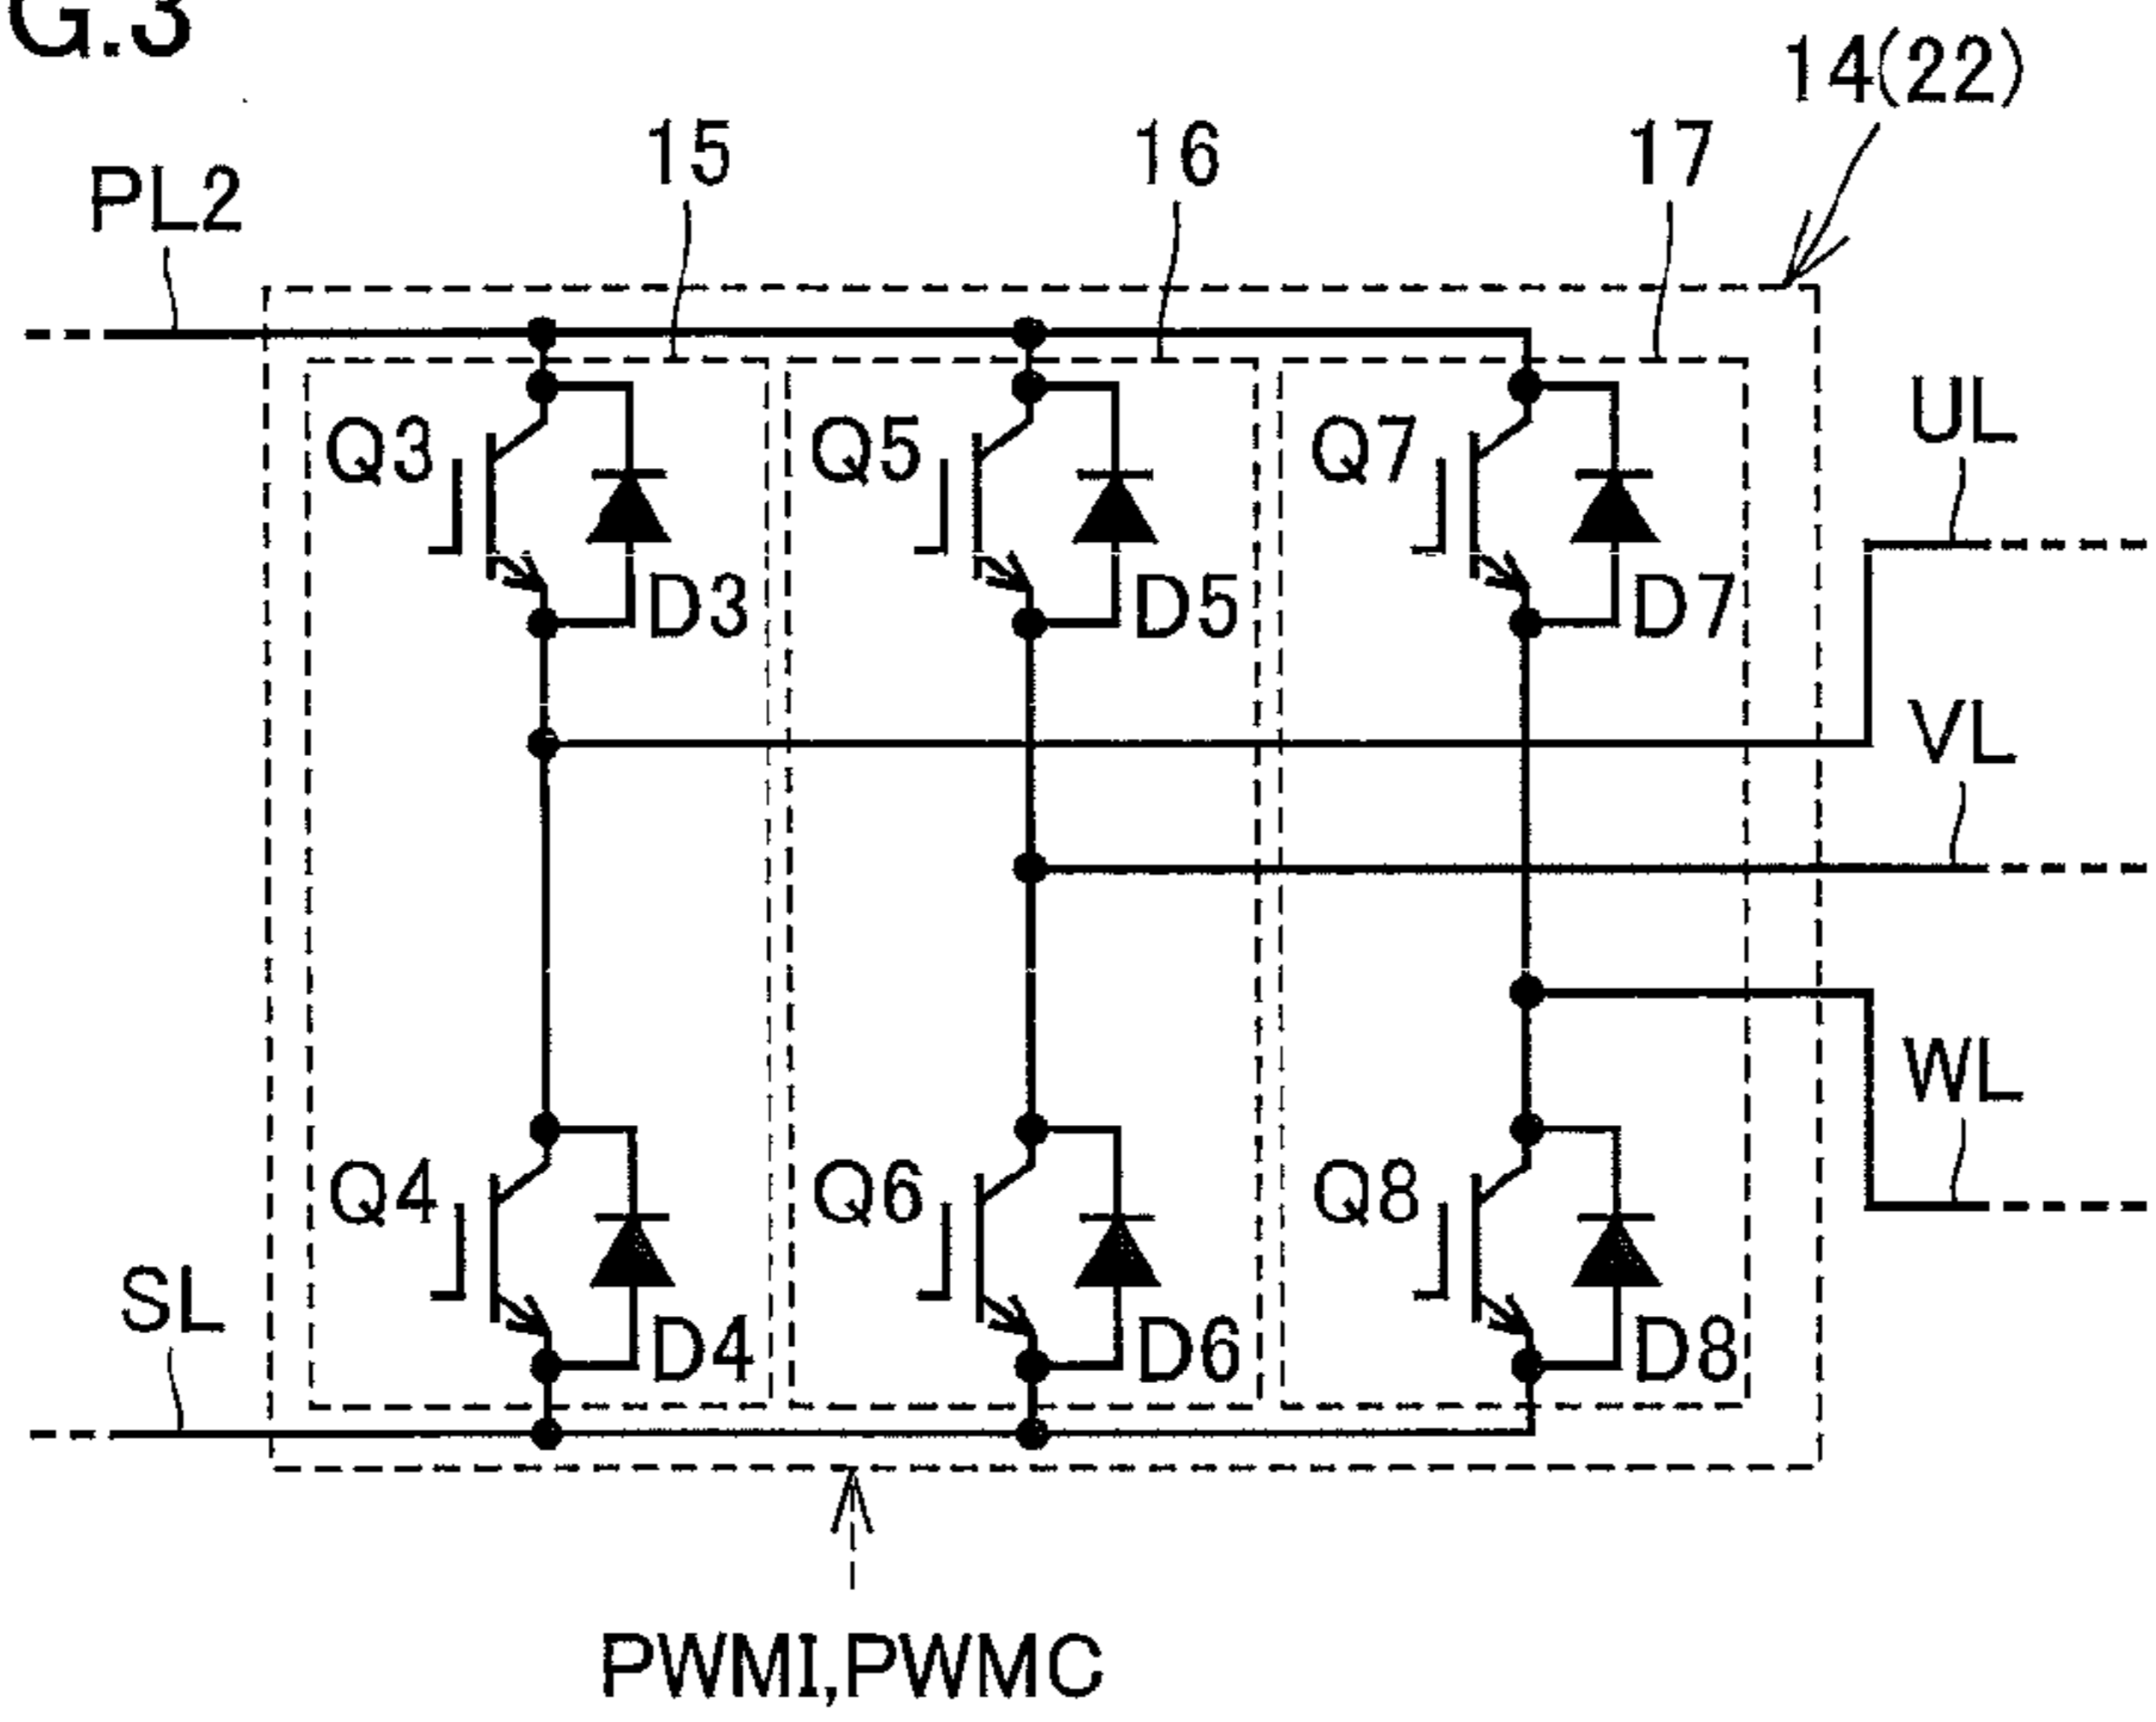 G.3
14(22)
15
16
17
PL2
Q3
Q5
Q7
UL
D3
D5
D7
VL
WL
Q4
Q6
Q8
SL
D4
D6
D8
PWMI,PWMC